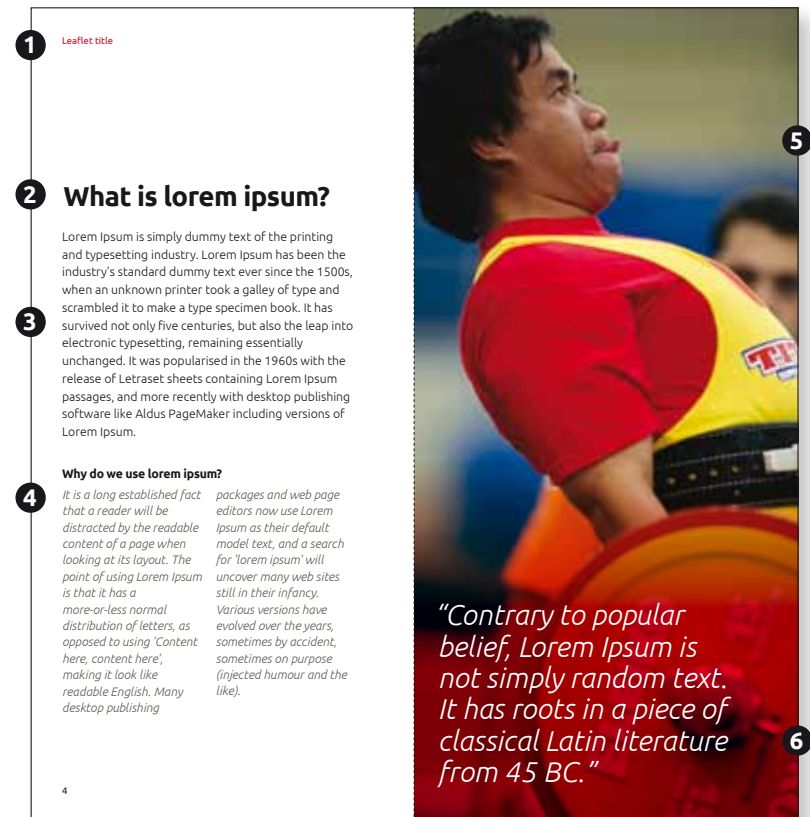 1
Leaflet title
2
What is lorem ipsum?
Lorem Ipsum is simply dummy text of the printing
and typesetting industry. Lorem Ipsum has been the
industry's standard dummy text ever since the 1500s,
when an unknown printer took a galley of type and
scrambled it to make a type specimen book. It has
3
survived not only five centuries, but also the leap into
electronic typesetting, remaining essentially
unchanged. It was popularised in the 1960s with the
release of Letraset sheets containing Lorem Ipsum
passages, and more recently with desktop publishing
software like Aldus PageMaker including versions of
Lorem Ipsum.
Why do we use lorem ipsum?
4
It is a long established fact
that a reader will be
distracted by the readable
content of a page when
looking at its layout. The
point of using Lorem Ipsum
is that it has a
more-or-less normal
distribution of letters, as
opposed to using 'Content
here, content here',
making it look like
readable English. Many
desktop publishing
packages and web page
editors now use Lorem
Ipsum as their default
model text, and a search
for 'lorem ipsum' will
uncover many web sites
still in their infancy.
Various versions have
evolved over the years,
sometimes by accident,
sometimes on purpose
(injected humour and the
like).
4
5
“Contrary to popular
belief, Lorem Ipsum is
not simply random text.
It has roots in a piece of
classical Latin literature
from 45 BC.”
6